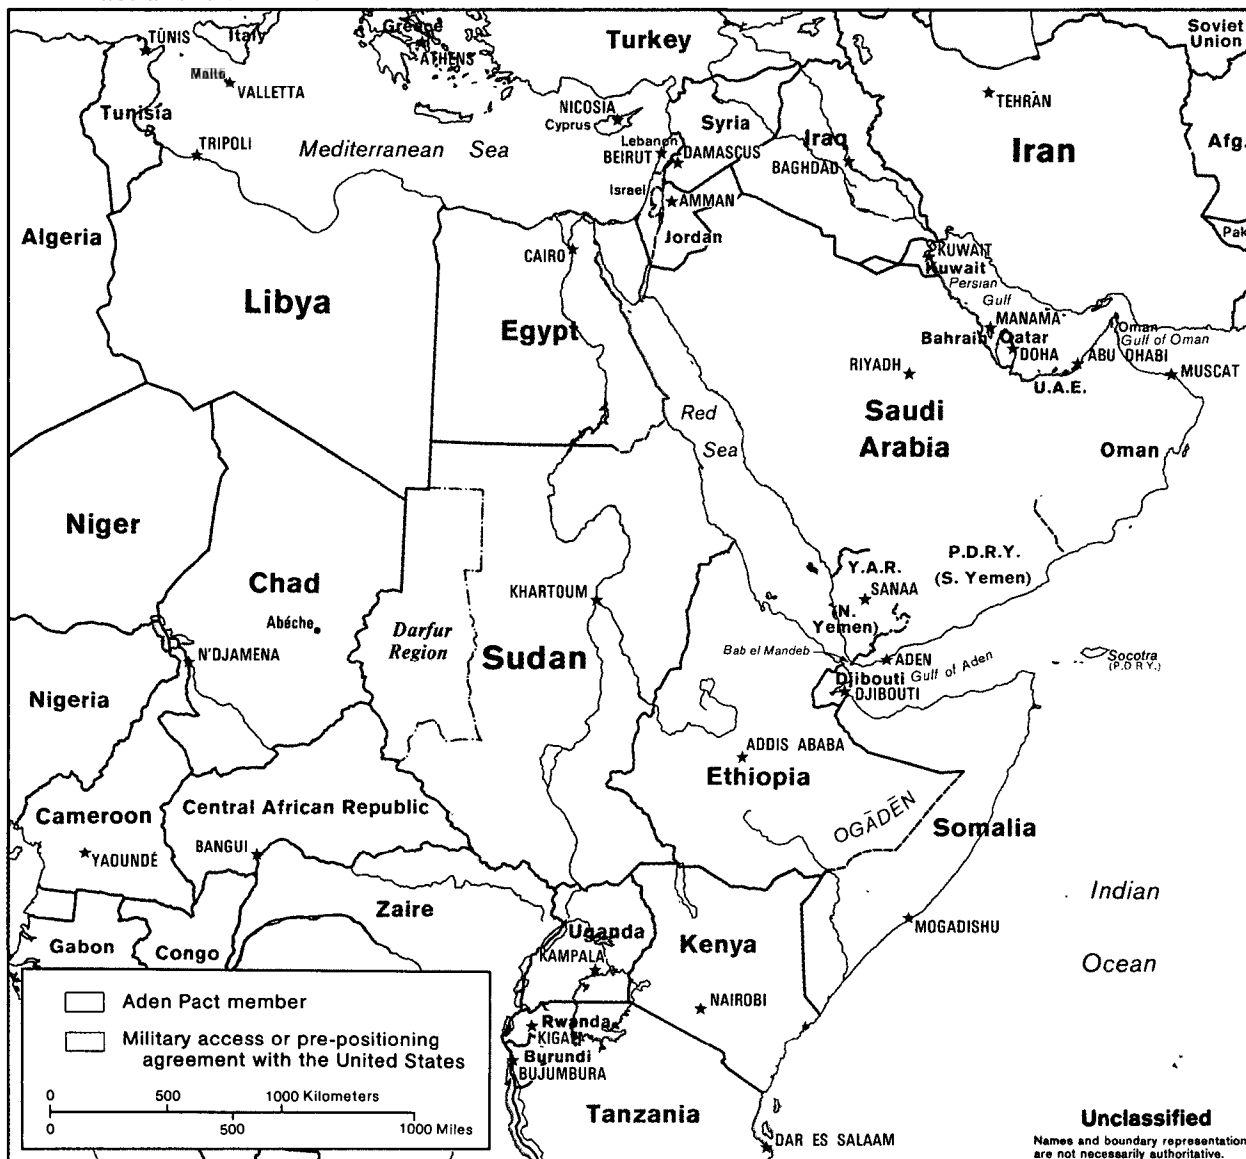 TŪNIS
Italy
Greece
ATHENS
Turkey
Soviet
Union
Malta
VALLETTA
TEHRĀN
Tunisia
NICOSIA
Cyprus
Syria
Iraq
Iran
Afg.
TRIPOLI
Mediterranean Sea
Lebanon
BEIRUT
DAMASCUS
BAGHDAD
Israel
AMMAN
Jordan
Algeria
Pak
CAIRO
KUWAIT
Kuwait
Persian
Gulf
Libya
Egypt
MANAMA
Bahrain
Qatar
DOHA
Oman
Gulf of Oman
ABU DHABI
MUSCAT
U.A.E.
RIYADH
Red
Sea
Saudi
Arabia
Oman
Niger
Chad
Abéche
P.D.R.Y.
(S. Yemen)
Y.A.R.
SANAA
(N.
Yemen)
KHARTOUM
Darfur
Region
Sudan
N'DJAMENA
Bab el Mandeb
ADEN
Gulf of Aden
Socotra
(P.D.R.Y.)
Djibouti
DJIBOUTI
Nigeria
ADDIS ABABA
Ethiopia
Cameroon
Central African Republic
OGĀDĒN
Somalia
YAOUNDÉ
BANGUI
Zaire
Indian
Ocean
Gabon
Congo
Uganda
KAMPALA
Kenya
MOGADISHU
NAIROBI
Rwanda
KIGALI
Burundi
BUJUMBURA
Tanzania
DAR ES SALAAM
Aden Pact member
Military access or pre-positioning
agreement with the United States
0 500 1000 Kilometers
0 500 1000 Miles
Unclassified
Names and boundary representation
are not necessarily authoritative.